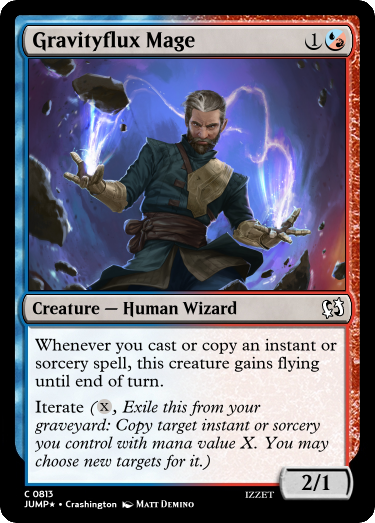 Gravityflux Mage 1
Creature — Human Wizard
Whenever you cast or copy an instant or
sorcery spell, this creature gains flying
until end of turn.
Iterate (X, Exile this from your
graveyard: Copy target instant or sorcery
you control with mana value X. You may
choose new targets for it.)
2/1
C 0813
JUMP★ • Crashington Matt Demino
IZZET